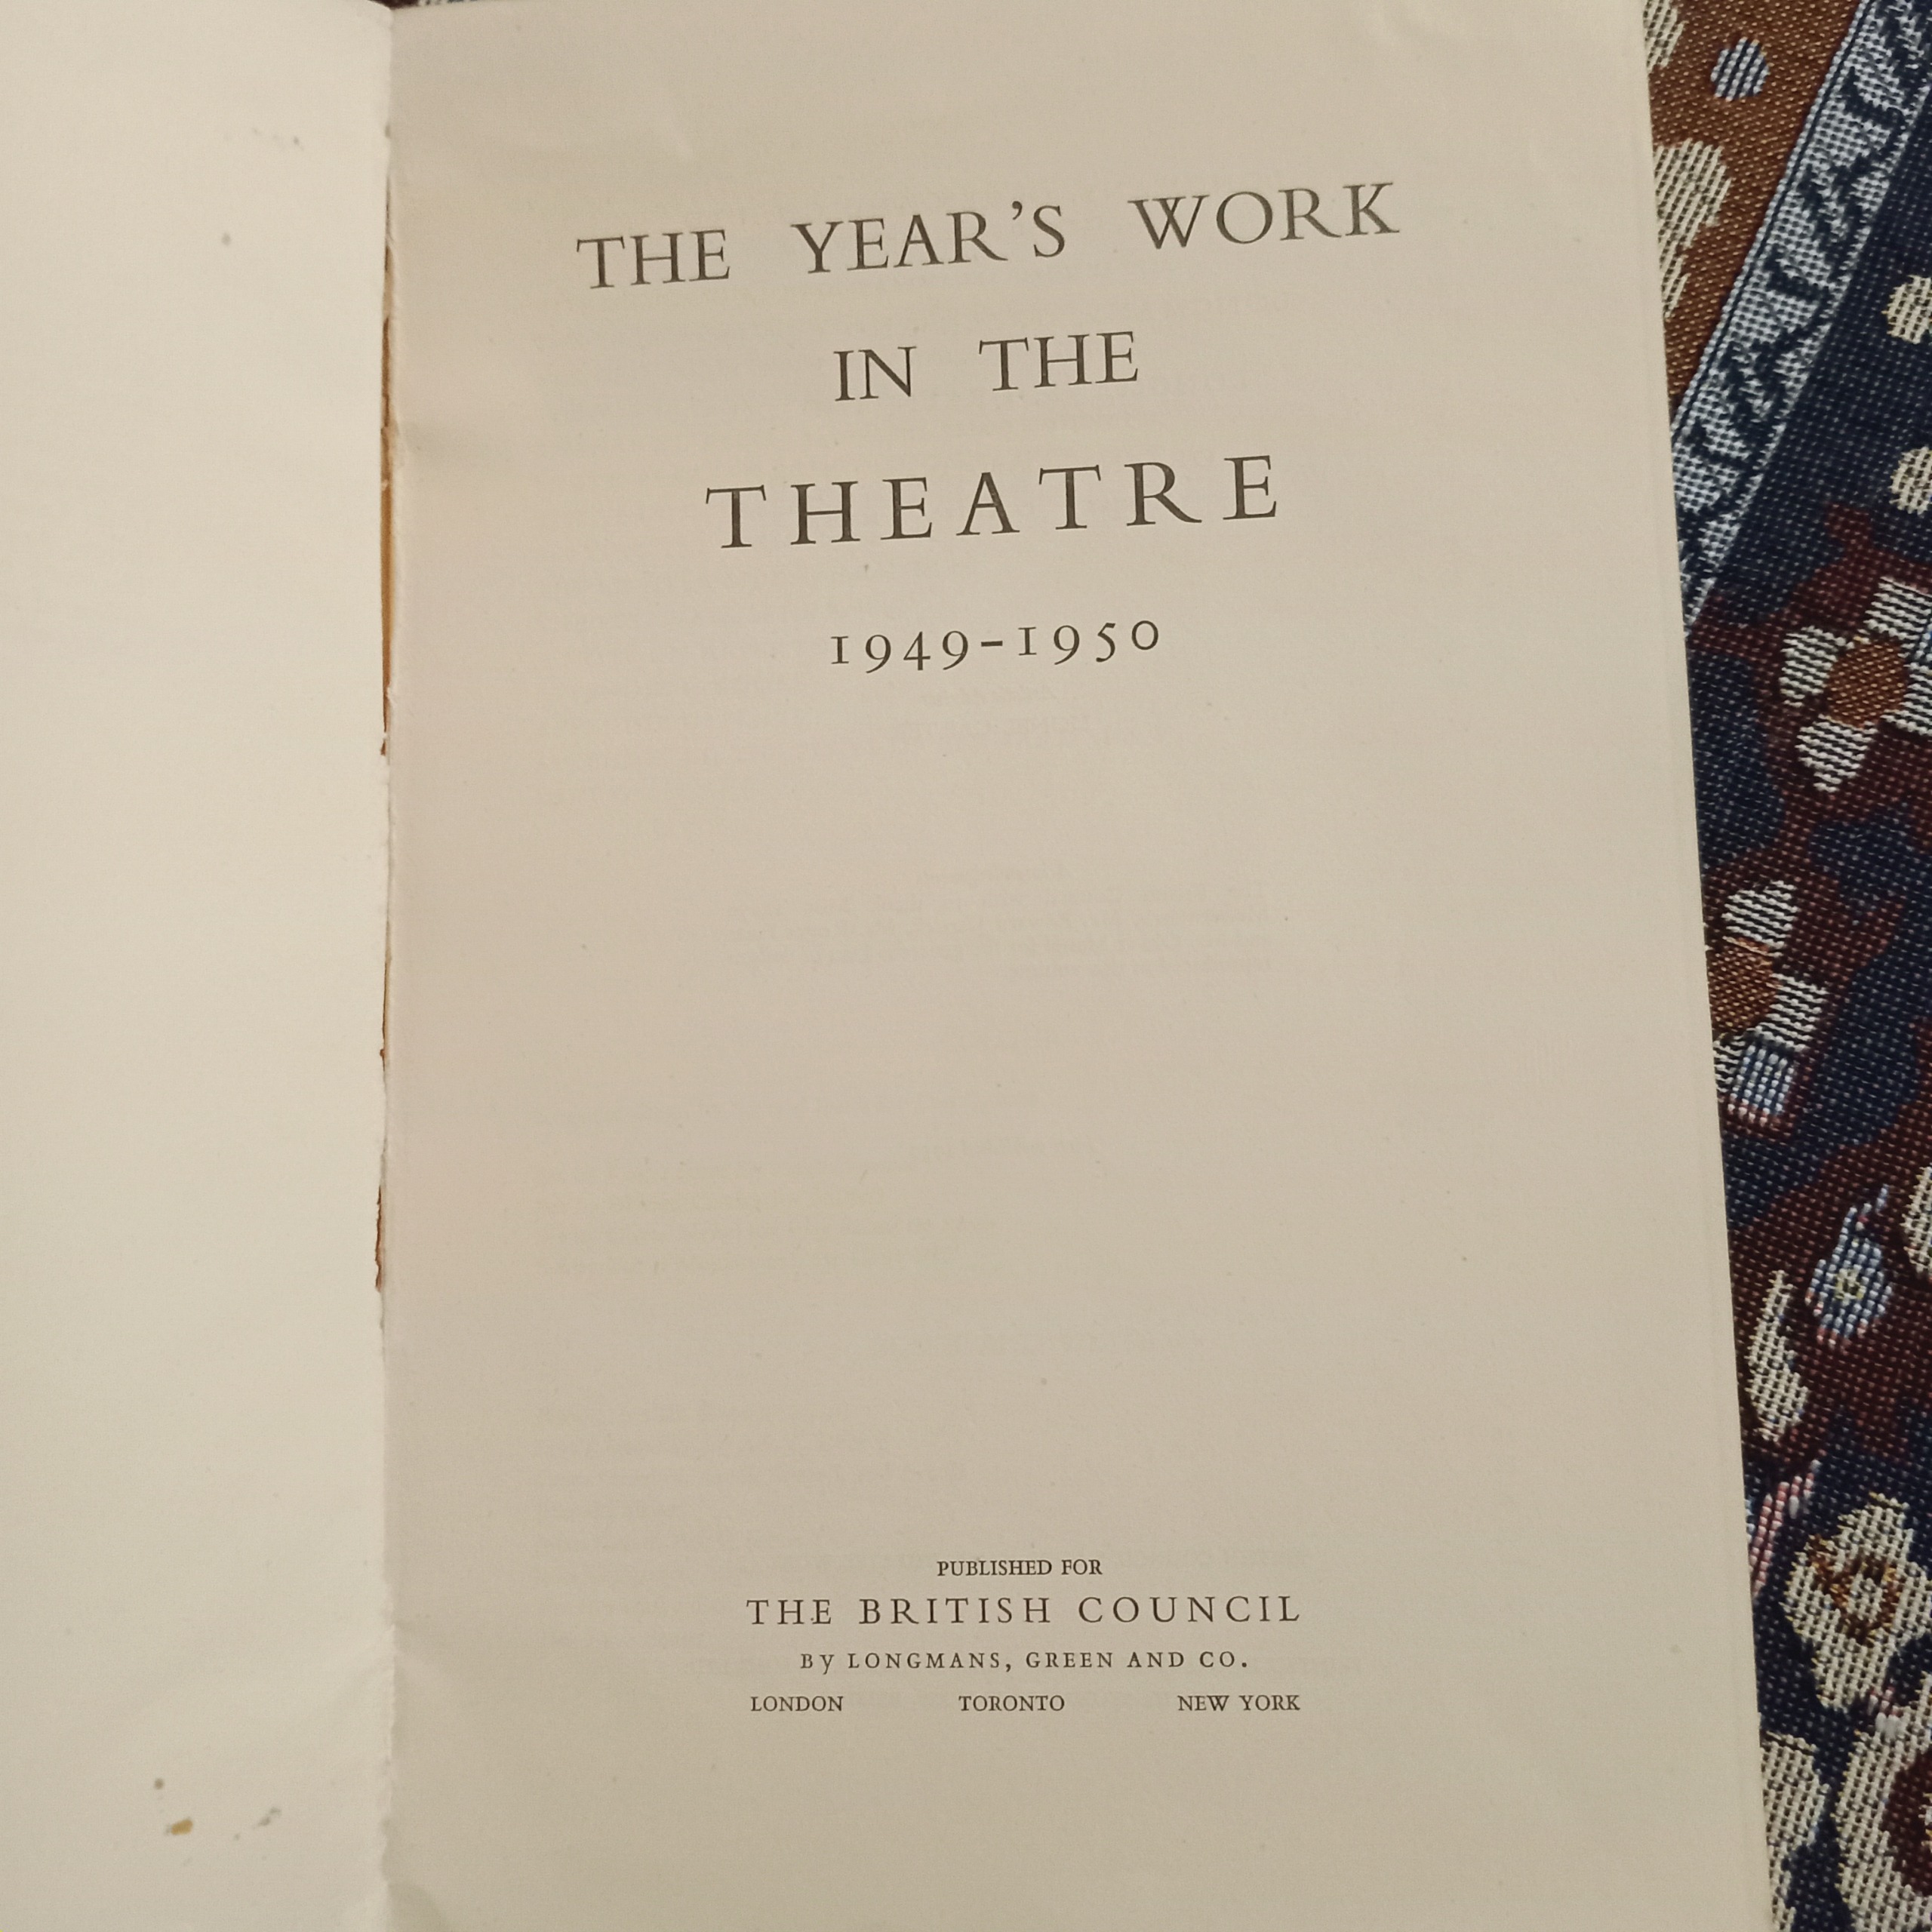 THE YEAR'S WORK
IN THE
THEATRE
1949-1950
PUBLISHED FOR
THE BRITISH COUNCIL
By LONGMANS, GREEN AND CO.
LONDON TORONTO NEW YORK